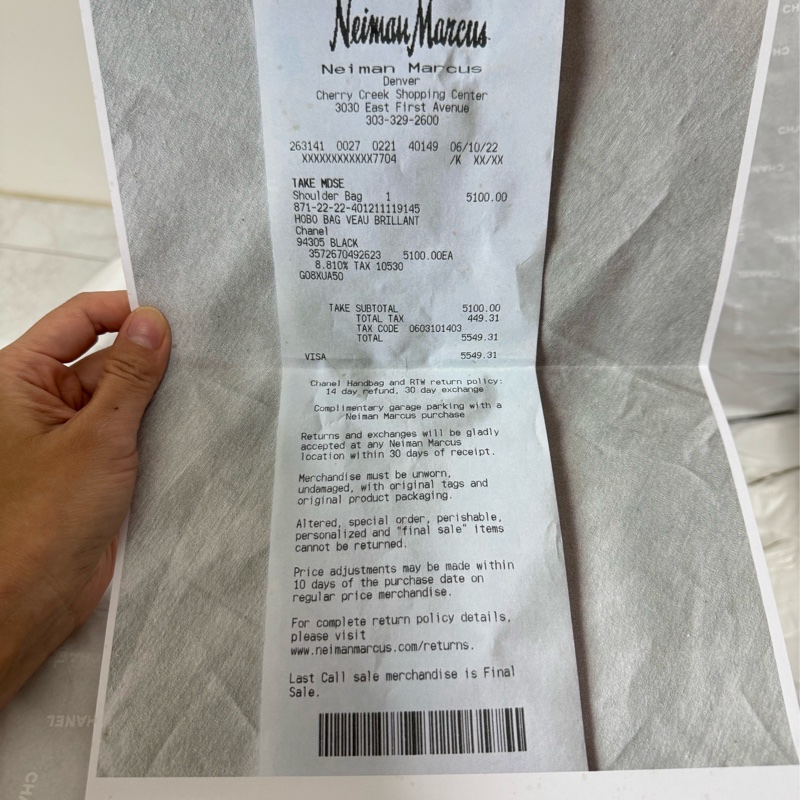 Neiman Marcus
Neiman Marcus
Denver
Cherry Creek Shopping Center
3030 East First Avenue
303-329-2600
263141 0027 0221 40149 06/10/22
XXXXXXXXXXXX7704 /K XX/XX
TAKE MDSE
Shoulder Bag 1 5100.00
871-22-22-401211119145
HOBO BAG VEAU BRILLANT
Chanel
94305 BLACK
3572670492623 5100.00EA
8.810% TAX 10530
G08XUA50
TAKE SUBTOTAL 5100.00
TOTAL TAX 449.31
TAX CODE 0603101403
TOTAL 5549.31
VISA 5549.31
Chanel Handbag and RTW return policy:
14 day refund, 30 day exchange
Complimentary garage parking with a
Neiman Marcus purchase
Returns and exchanges will be gladly
accepted at any Neiman Marcus
location within 30 days of receipt.
Merchandise must be unworn,
undamaged, with original tags and
original product packaging.
Altered, special order, perishable,
personalized and "final sale" items
cannot be returned.
Price adjustments may be made within
10 days of the purchase date on
regular price merchandise.
For complete return policy details,
please visit
www.neimanmarcus.com/returns.
Last Call sale merchandise is Final
Sale.
CHANEL
CHANEL